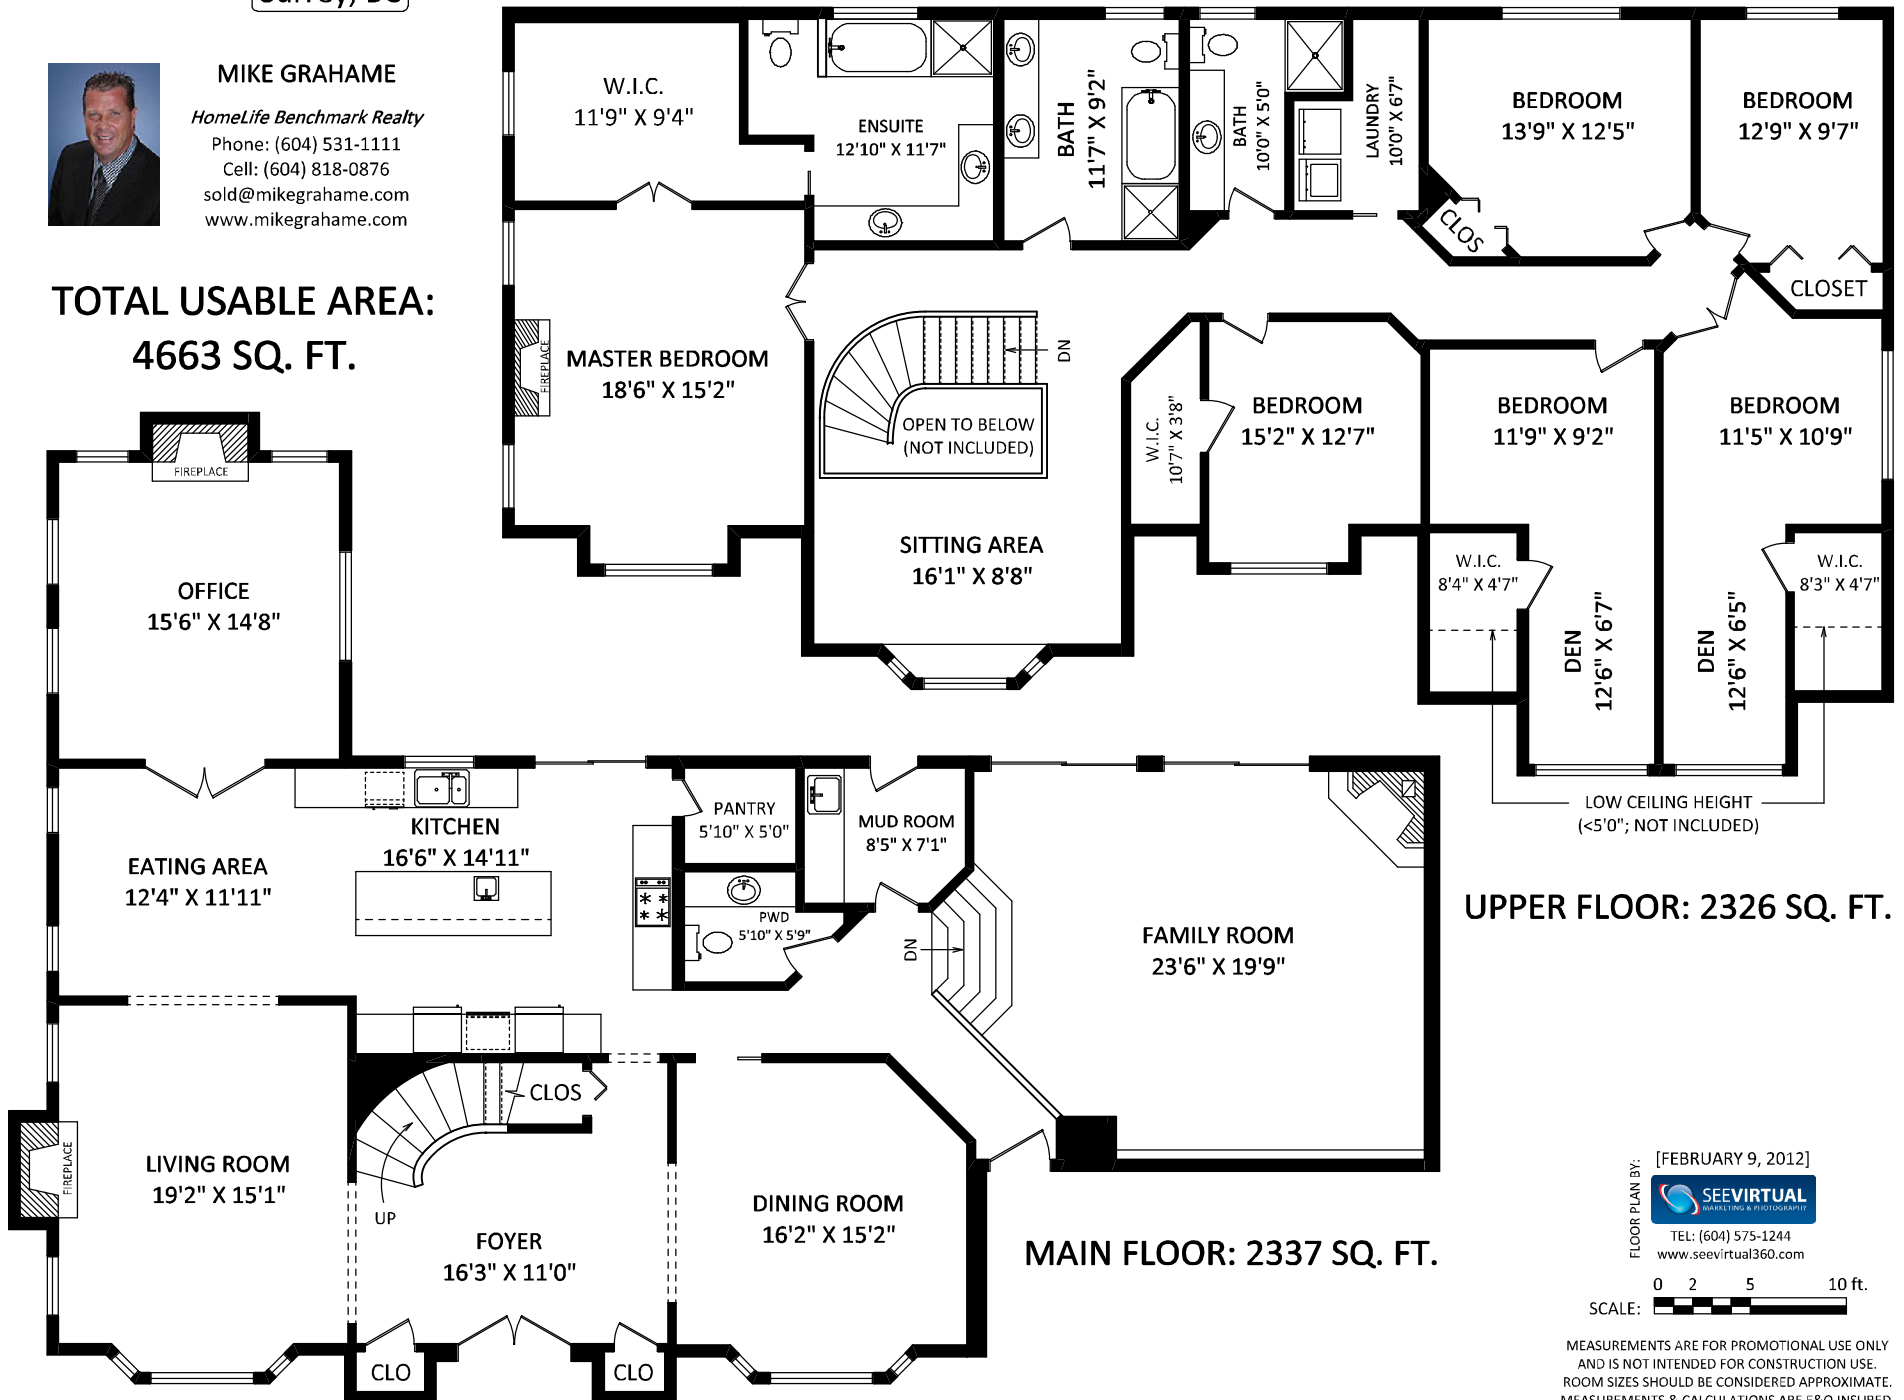 Surrey, BC
MIKE GRAHAME
HomeLife Benchmark Realty
Phone: (604) 531-1111
Cell: (604) 818-0876
sold@mikegrahame.com
www.mikegrahame.com
TOTAL USABLE AREA:
4663 SQ. FT.
W.I.C.
11'9" X 9'4"
ENSUITE
12'10" X 11'7"
BATH
11'7" X 9'2"
BATH
10'0" X 5'0"
LAUNDRY
10'0" X 6'7"
BEDROOM
13'9" X 12'5"
BEDROOM
12'9" X 9'7"
CLOS
CLOSET
MASTER BEDROOM
18'6" X 15'2"
FIREPLACE
DN
OPEN TO BELOW
(NOT INCLUDED)
W.I.C.
10'7" X 3'8"
BEDROOM
15'2" X 12'7"
BEDROOM
11'9" X 9'2"
BEDROOM
11'5" X 10'9"
SITTING AREA
16'1" X 8'8"
W.I.C.
8'4" X 4'7"
DEN
12'6" X 6'7"
DEN
12'6" X 6'5"
W.I.C.
8'3" X 4'7"
LOW CEILING HEIGHT
(<5'0"; NOT INCLUDED)
UPPER FLOOR: 2326 SQ. FT.
FIREPLACE
OFFICE
15'6" X 14'8"
KITCHEN
16'6" X 14'11"
EATING AREA
12'4" X 11'11"
PANTRY
5'10" X 5'0"
MUD ROOM
8'5" X 7'1"
PWD
5'10" X 5'9"
DN
FAMILY ROOM
23'6" X 19'9"
CLOS
LIVING ROOM
19'2" X 15'1"
FIREPLACE
UP
FOYER
16'3" X 11'0"
DINING ROOM
16'2" X 15'2"
CLO
CLO
MAIN FLOOR: 2337 SQ. FT.
FLOOR PLAN BY:
[FEBRUARY 9, 2012]
SEEVIRTUAL
MARKETING & PHOTOGRAPHY
TEL: (604) 575-1244
www.seevirtual360.com
0 2 5 10 ft.
SCALE:
MEASUREMENTS ARE FOR PROMOTIONAL USE ONLY
AND IS NOT INTENDED FOR CONSTRUCTION USE.
ROOM SIZES SHOULD BE CONSIDERED APPROXIMATE.
MEASUREMENTS & CALCULATIONS ARE E&O INSURED